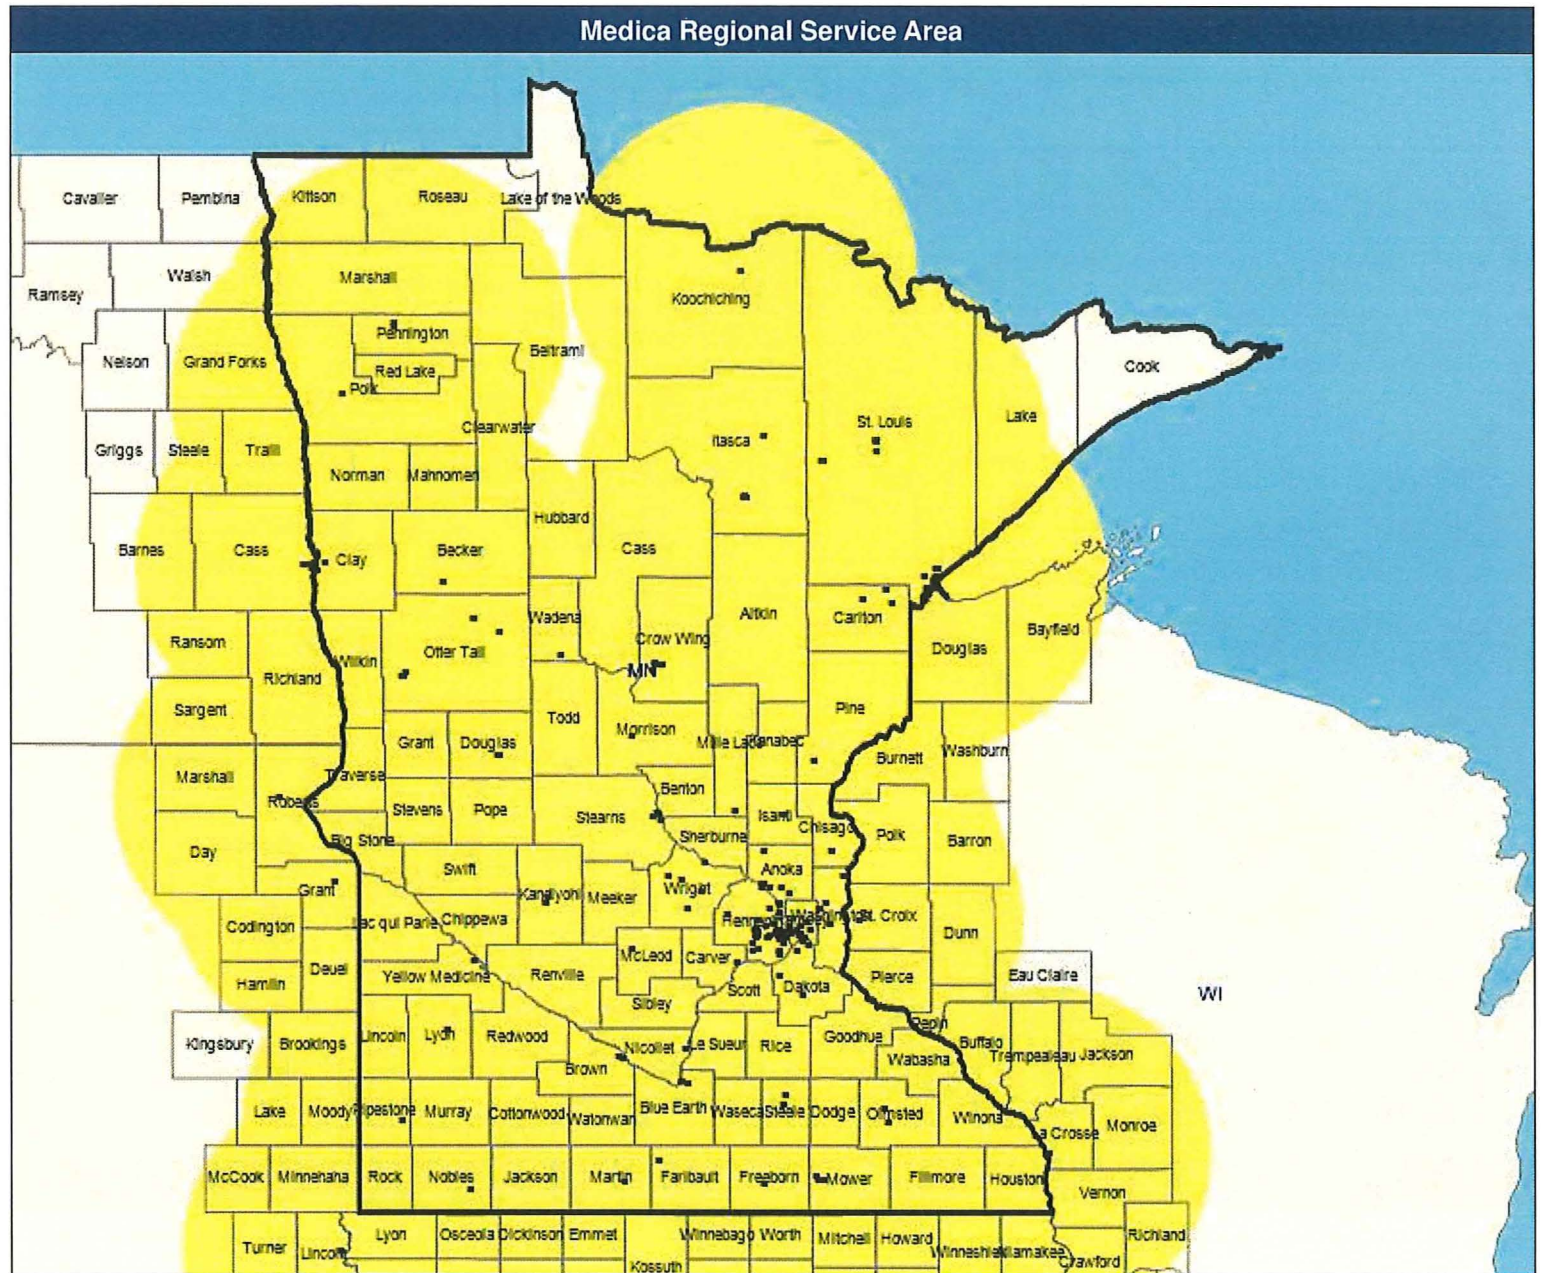 Medica Regional Service Area
Cavalier
Pembina
Kittson
Roseau
Lake of the Woods
Ramsey
Walsh
Marshall
Koochiching
Nelson
Grand Forks
Pennington
Red Lake
Polk
Beltrami
Cook
Griggs
Steele
Traill
Norman
Mahnomen
Clearwater
Itasca
St. Louis
Lake
Barnes
Cass
Clay
Becker
Hubbard
Cass
Ransom
Richland
Wilkin
Otter Tail
Wadena
Crow Wing
MN
Aitkin
Carlton
Douglas
Bayfield
Sargent
Grant
Douglas
Todd
Morrison
Mille Lacs
Kanabec
Pine
Burnett
Washburn
Marshall
Roberts
Traverse
Stevens
Pope
Stearns
Benton
Sherburne
Isanti
Chisago
Polk
Barron
Day
Big Stone
Swift
Grant
Kandiyohi
Meeker
Wright
Anoka
Codington
Lac qui Parle
Chippewa
Hennepin
Ramsey
Washington
St. Croix
Dunn
Hamlin
Deuel
Yellow Medicine
Renville
McLeod
Carver
Scott
Dakota
Pierce
Eau Claire
WI
Sibley
Kingsbury
Brookings
Lincoln
Lyon
Redwood
Brown
Nicollet
Le Sueur
Rice
Goodhue
Wabasha
Pepin
Buffalo
Trempealeau
Jackson
Lake
Moody
Pipestone
Murray
Cottonwood
Watonwan
Blue Earth
Waseca
Steele
Dodge
Olmsted
Winona
La Crosse
Monroe
McCook
Minnehaha
Rock
Nobles
Jackson
Martin
Faribault
Freeborn
Mower
Fillmore
Houston
Vernon
Turner
Lincoln
Lyon
Osceola
Dickinson
Emmet
Kossuth
Winnebago
Worth
Mitchell
Howard
Winneshiek
Allamakee
Crawford
Richland